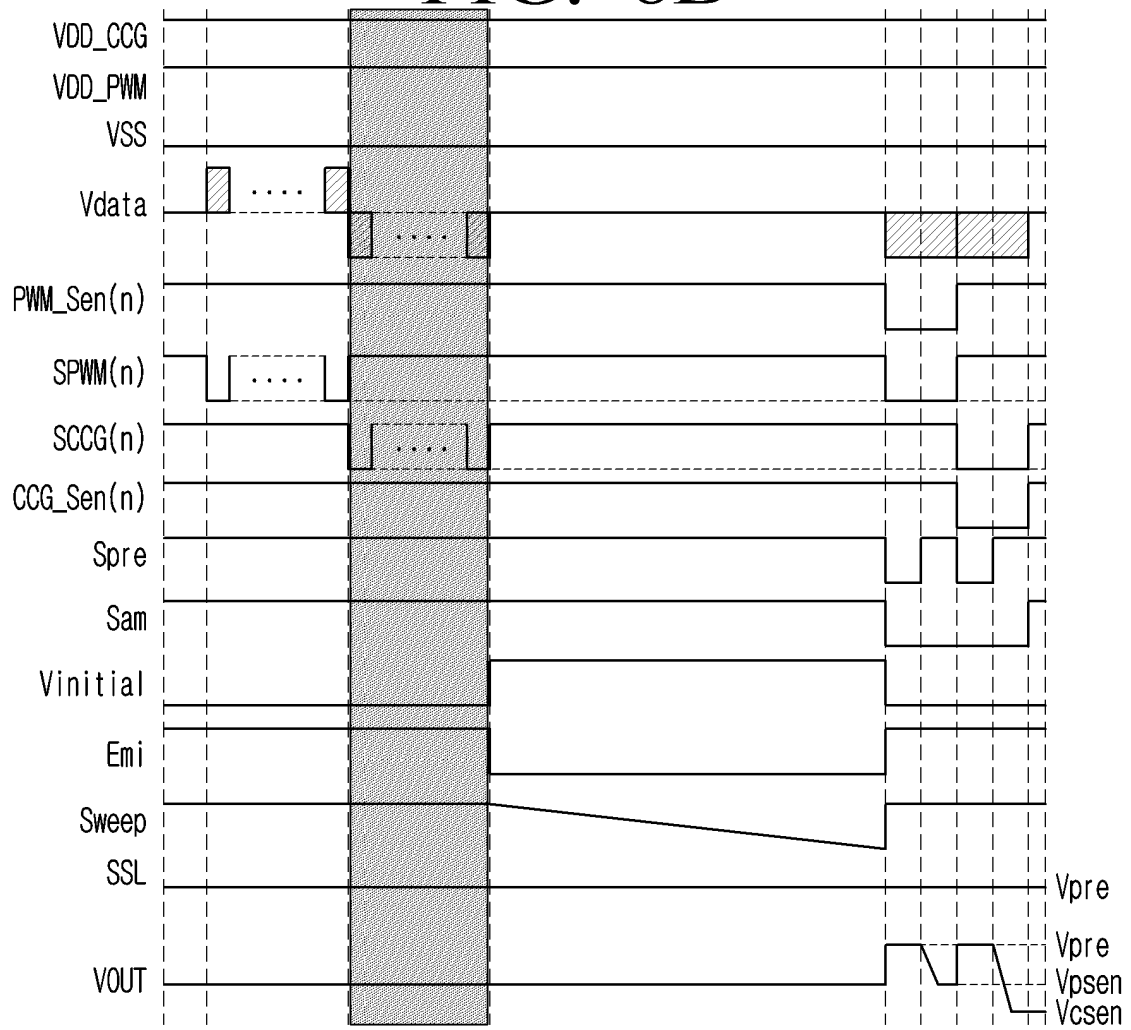 VDD_CCG
VDD_PWM
VSS
Vdata
PWM_Sen(n)
SPWM(n)
SCCG(n)
CCG_Sen(n)
Spre
Sam
Vinitial
Emi
Sweep
SSL
Vpre
Vpre
VOUT
Vpsen
Vcsen